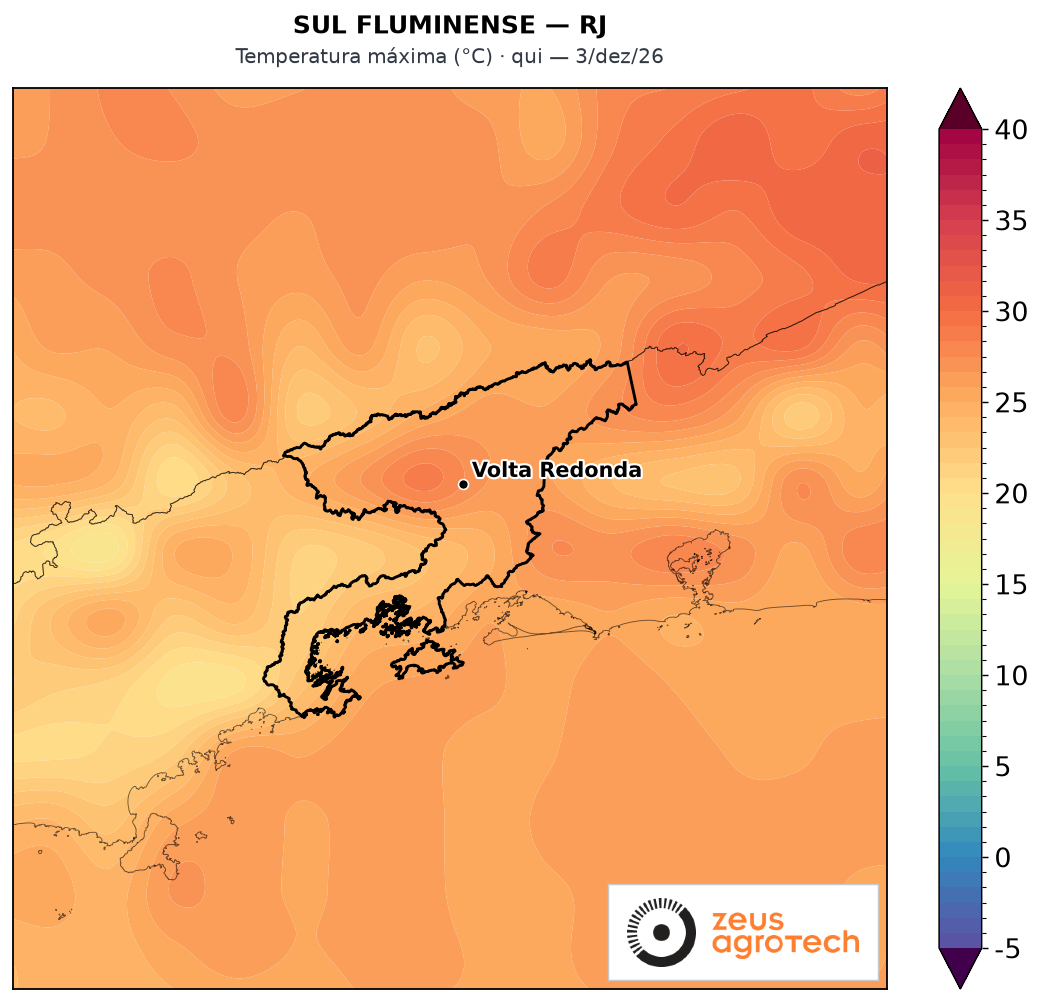 SUL FLUMINENSE — RJ
Temperatura máxima (°C) · qui — 3/dez/26
40
35
30
25
20
15
10
5
0
-5
Volta Redonda
zeus
agrotech